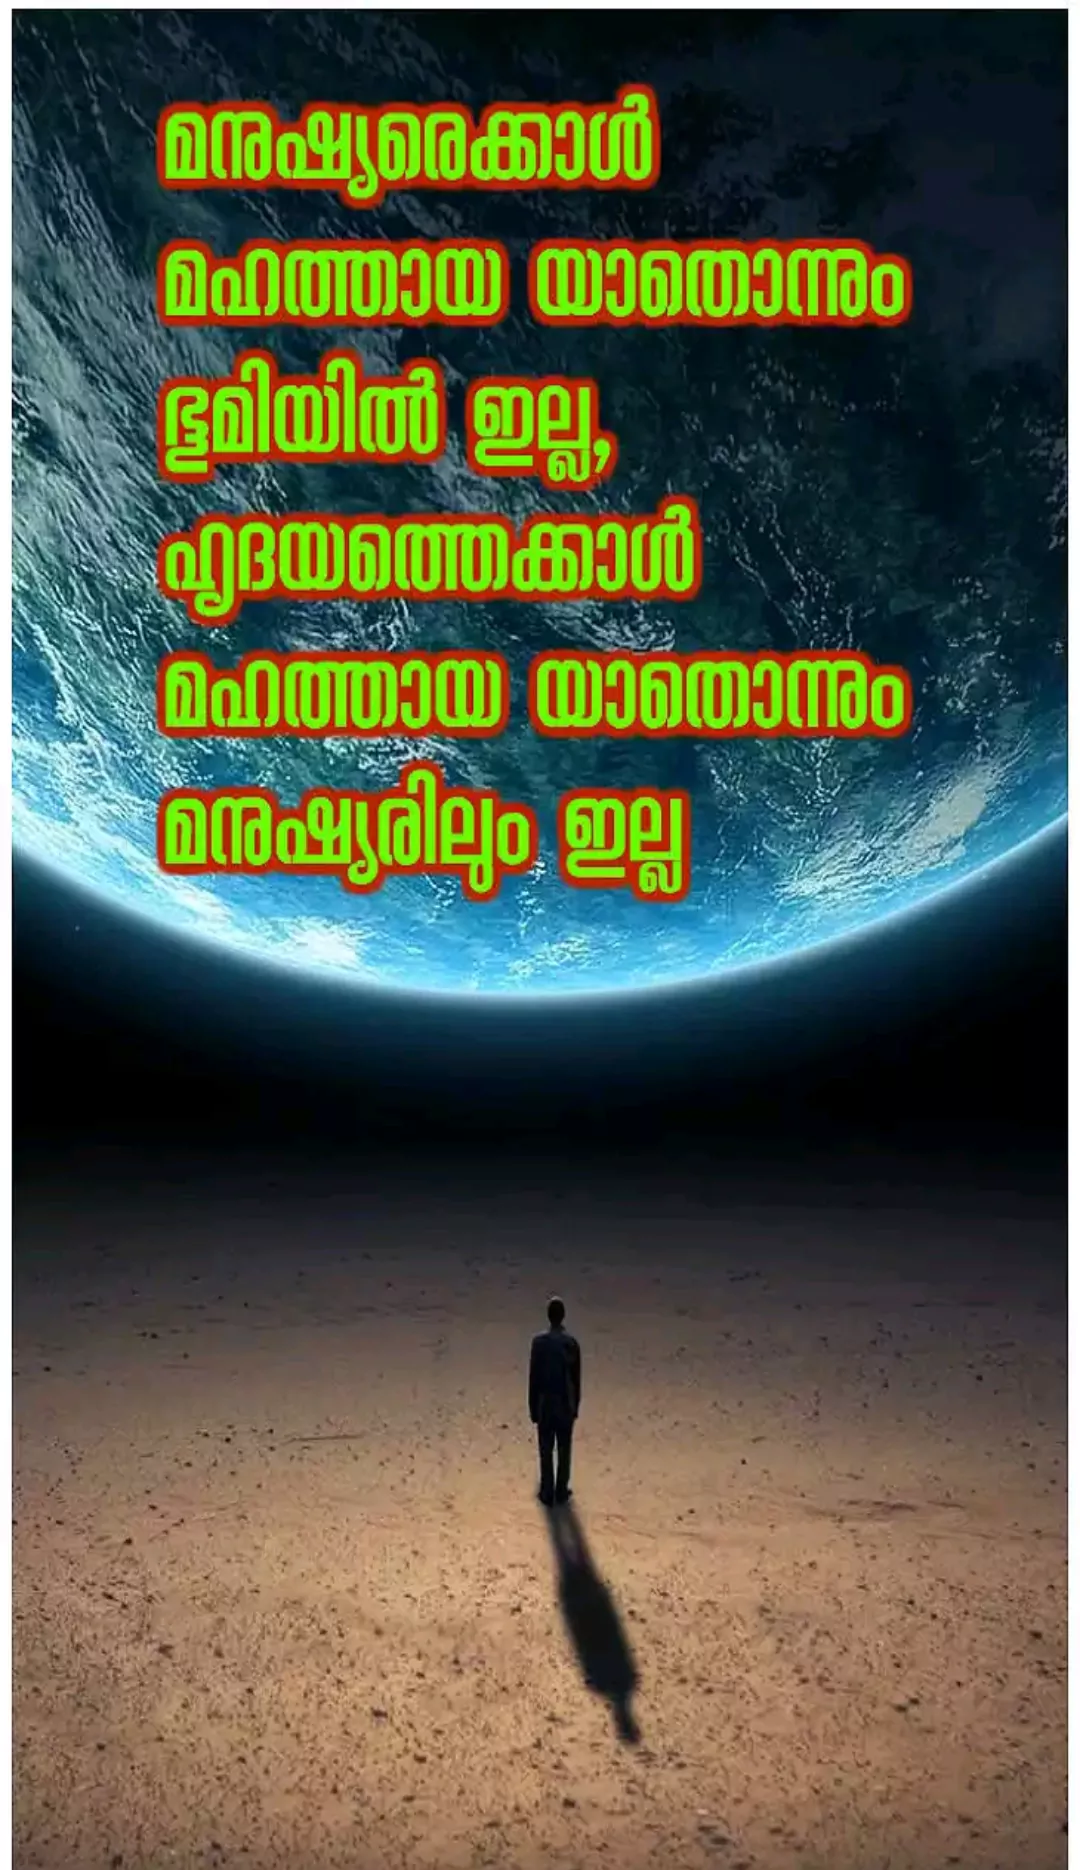 മനുഷ്യരെക്കാൾ
മഹത്തായ യാതൊന്നും
ഭൂമിയിൽ ഇല്ല,
ഹൃദയത്തെക്കാൾ
മഹത്തായ യാതൊന്നും
മനുഷ്യരിലും ഇല്ല